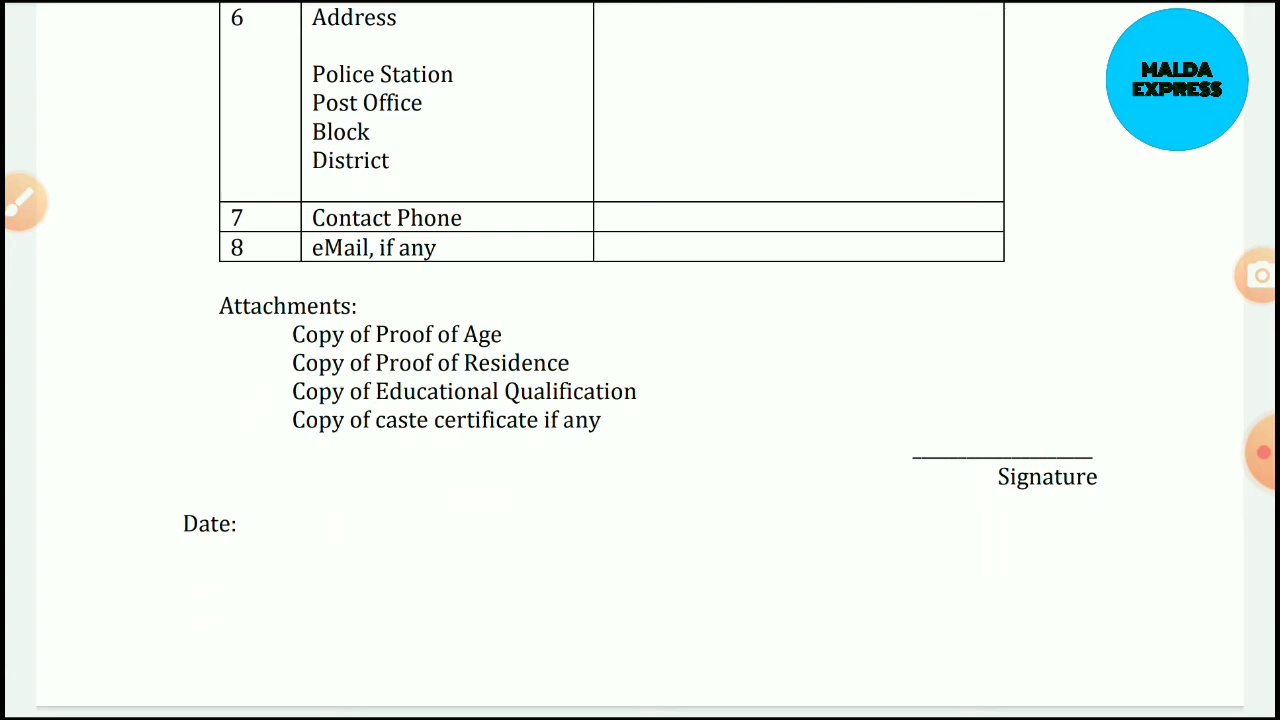 6 Address
Police Station
Post Office
Block
District
7 Contact Phone
8 eMail, if any
Attachments:
Copy of Proof of Age
Copy of Proof of Residence
Copy of Educational Qualification
Copy of caste certificate if any
Signature
Date:
MALDA
EXPRESS